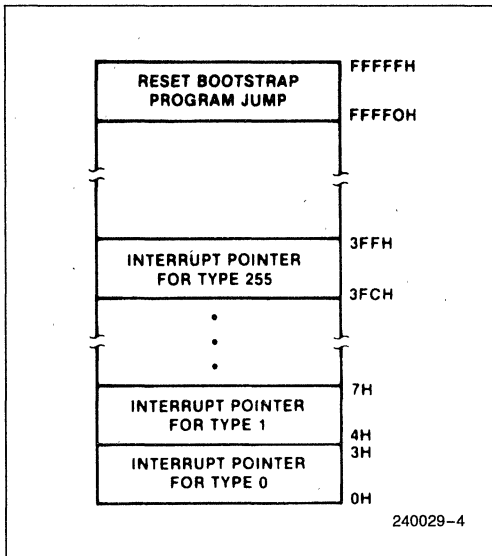 FFFFFH
RESET BOOTSTRAP
PROGRAM JUMP
FFFF0H
3FFH
INTERRUPT POINTER
FOR TYPE 255
3FCH
7H
INTERRUPT POINTER
FOR TYPE 1
4H
3H
INTERRUPT POINTER
FOR TYPE 0
0H
240029-4